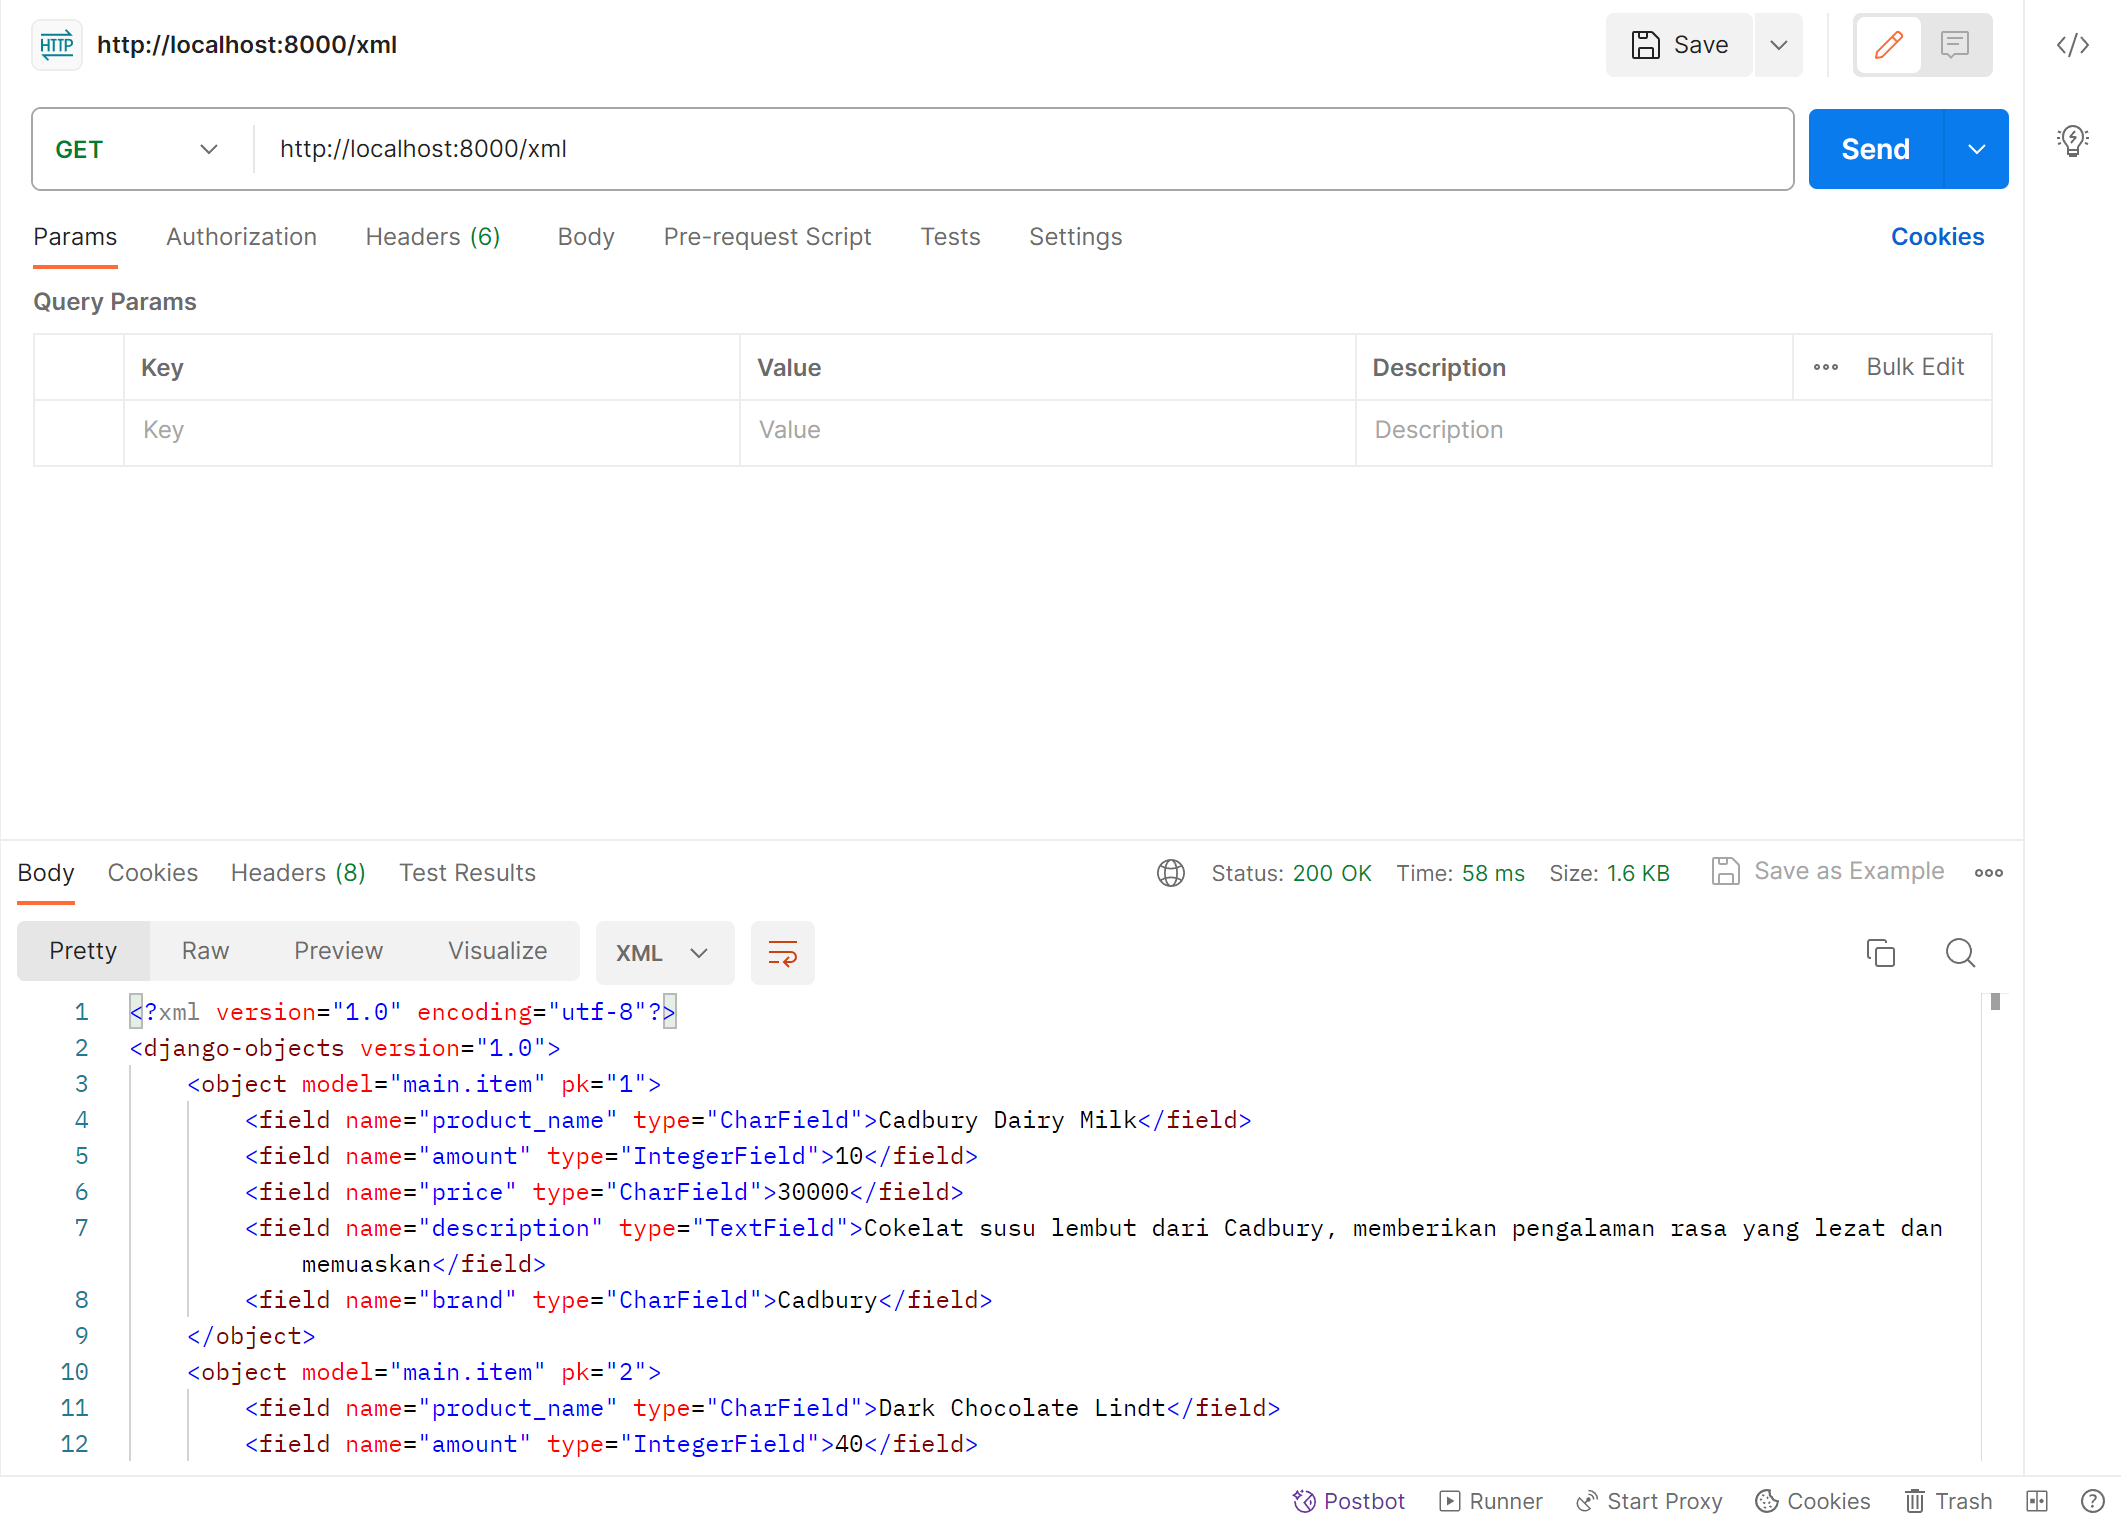 HTTP http://localhost:8000/xml Save
GET http://localhost:8000/xml Send
Params Authorization Headers (6) Body Pre-request Script Tests Settings Cookies
Query Params
Key Value Description Bulk Edit
Key Value Description
Body Cookies Headers (8) Test Results Status: 200 OK Time: 58 ms Size: 1.6 KB Save as Example
Pretty Raw Preview Visualize XML
1 <?xml version="1.0" encoding="utf-8"?>
2 <django-objects version="1.0">
3 <object model="main.item" pk="1">
4 <field name="product_name" type="CharField">Cadbury Dairy Milk</field>
5 <field name="amount" type="IntegerField">10</field>
6 <field name="price" type="CharField">30000</field>
7 <field name="description" type="TextField">Cokelat susu lembut dari Cadbury, memberikan pengalaman rasa yang lezat dan
memuaskan</field>
8 <field name="brand" type="CharField">Cadbury</field>
9 </object>
10 <object model="main.item" pk="2">
11 <field name="product_name" type="CharField">Dark Chocolate Lindt</field>
12 <field name="amount" type="IntegerField">40</field>
Postbot Runner Start Proxy Cookies Trash